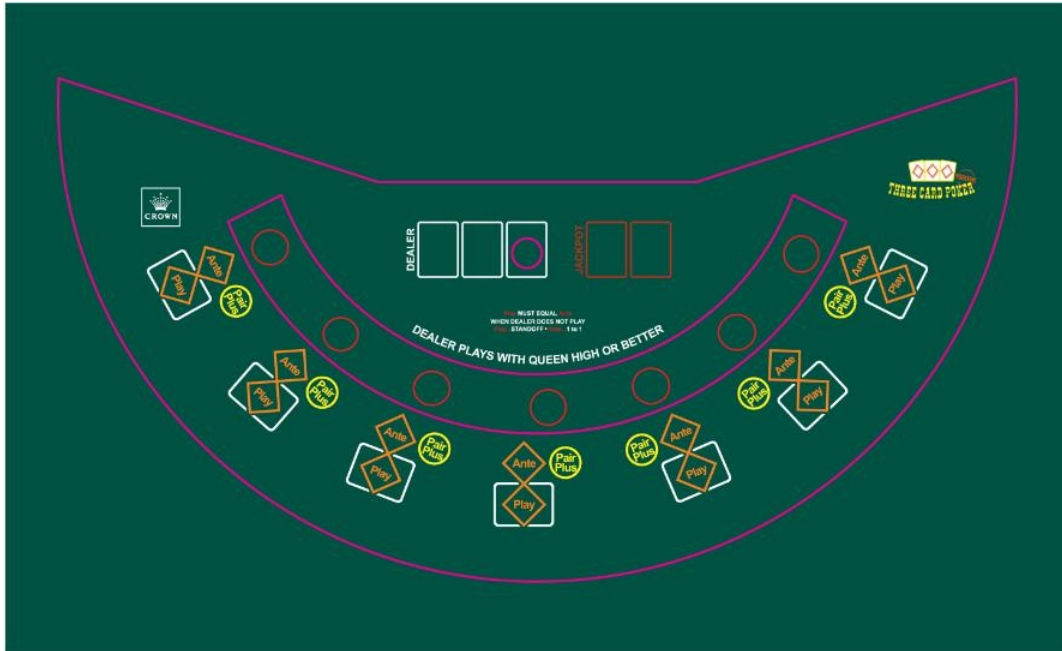 CROWN
THREE CARD POKER
DEALER
JACKPOT
MUST EQUAL Ante
WHEN DEALER DOES NOT PLAY
STANDOFF • Ante... 1 to 1
DEALER PLAYS WITH QUEEN HIGH OR BETTER
Ante
Play
Pair
Plus
Ante
Play
Pair
Plus
Ante
Play
Pair
Plus
Ante
Play
Pair
Plus
Ante
Play
Pair
Plus
Ante
Play
Pair
Plus
Ante
Play
Pair
Plus